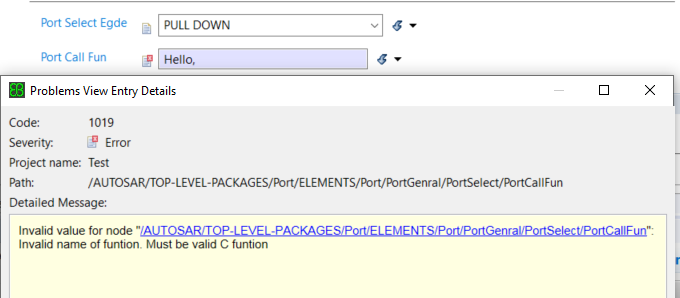 Port Select Egde
PULL DOWN
Port Call Fun
Hello,
Problems View Entry Details
Code: 1019
Severity: Error
Project name: Test
Path: /AUTOSAR/TOP-LEVEL-PACKAGES/Port/ELEMENTS/Port/PortGenral/PortSelect/PortCallFun
Detailed Message:
Invalid value for node "/AUTOSAR/TOP-LEVEL-PACKAGES/Port/ELEMENTS/Port/PortGenral/PortSelect/PortCallFun":
Invalid name of funtion. Must be valid C funtion